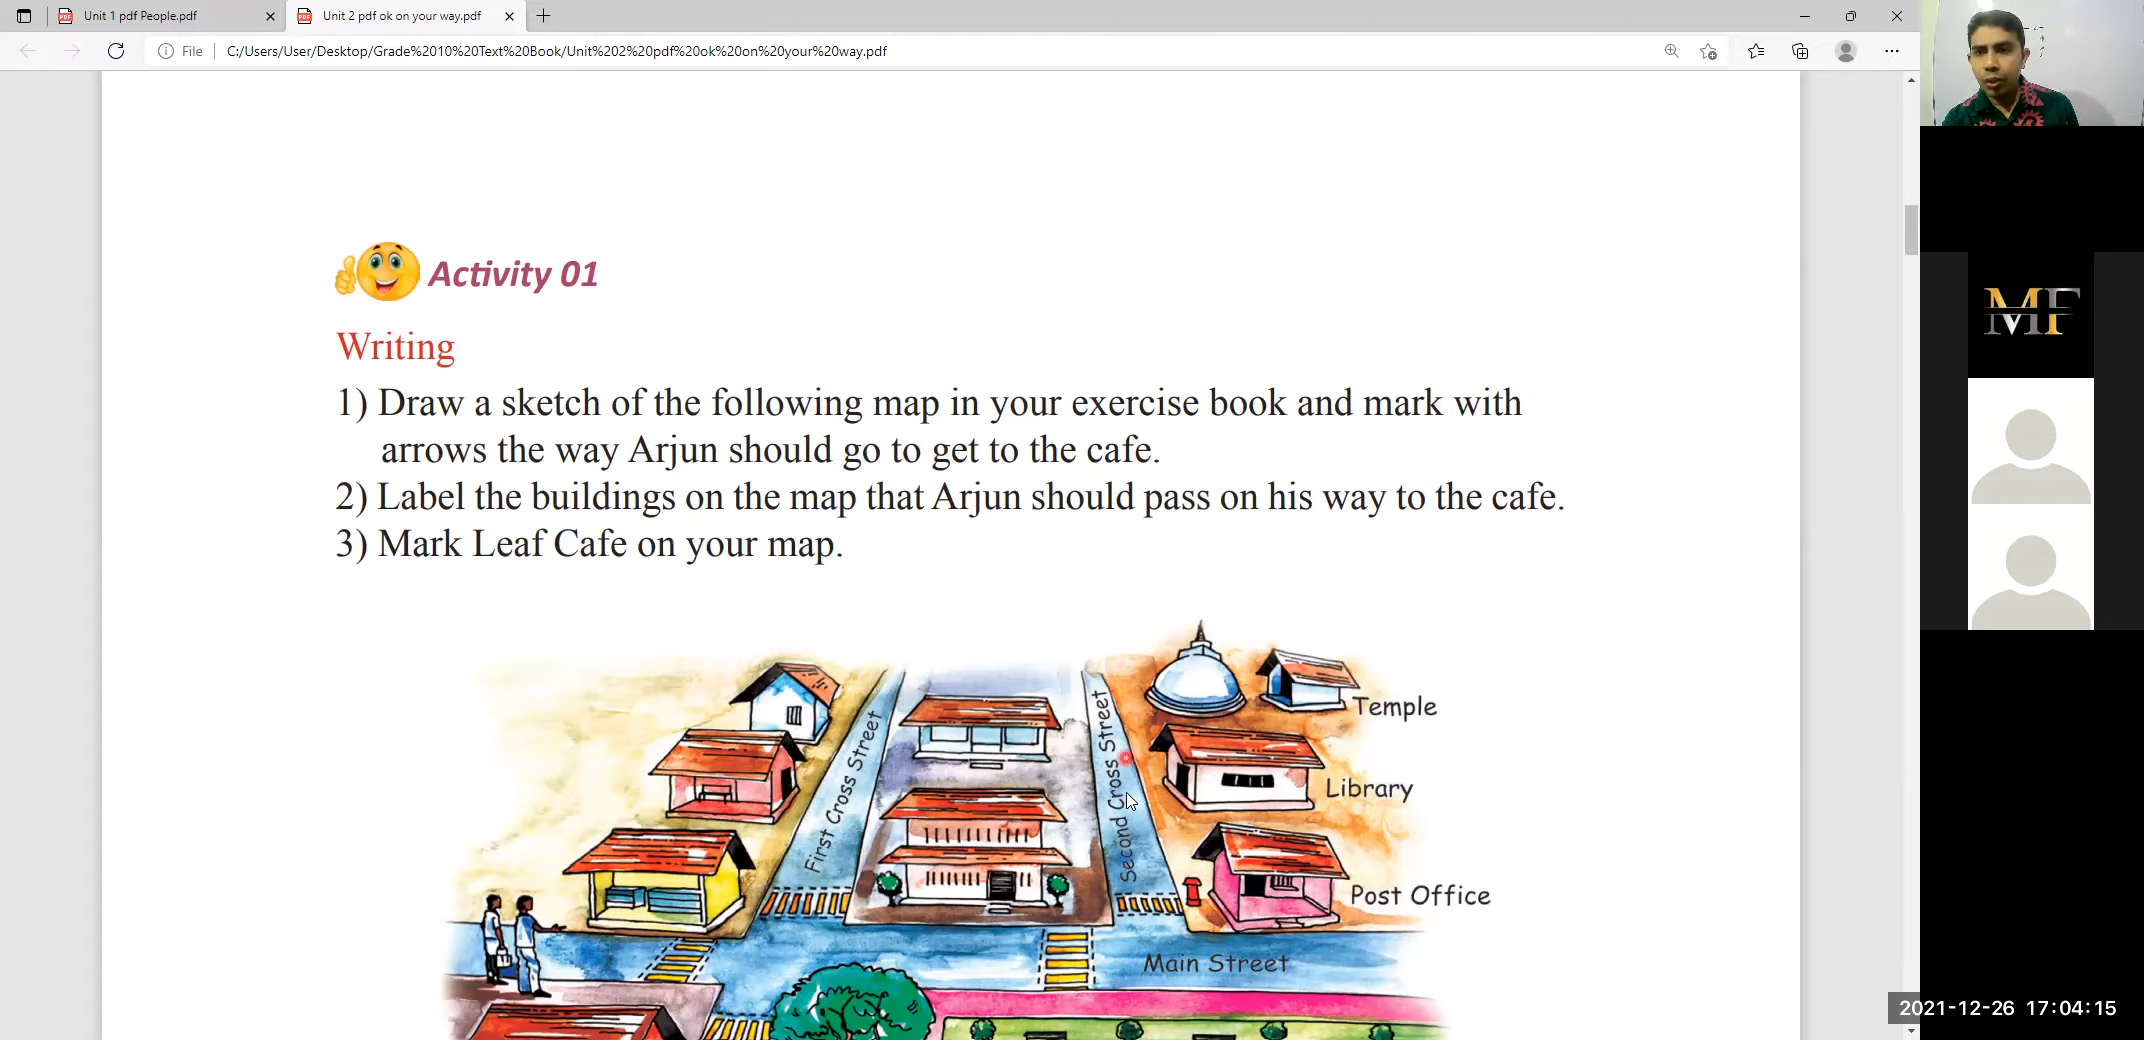 Unit 1 pdf People.pdf
Unit 2 pdf ok on your way.pdf
File
C:/Users/User/Desktop/Grade%2010%20Text%20Book/Unit%202%20pdf%20ok%20on%20your%20way.pdf
Activity 01
Writing
1) Draw a sketch of the following map in your exercise book and mark with
arrows the way Arjun should go to get to the cafe.
2) Label the buildings on the map that Arjun should pass on his way to the cafe.
3) Mark Leaf Cafe on your map.
Temple
Library
Post Office
First Cross Street
Second Cross Street
Main Street
MF
2021-12-26 17:04:15